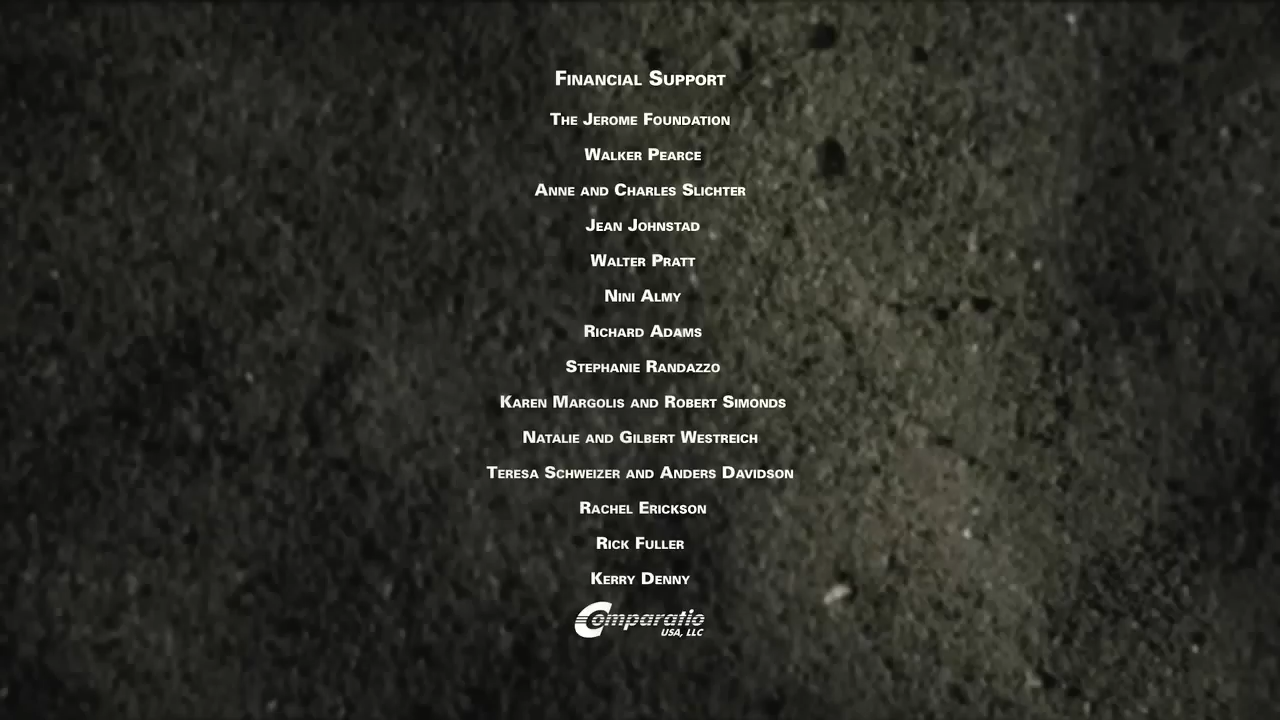 Financial Support
The Jerome Foundation
Walker Pearce
Anne and Charles Slichter
Jean Johnstad
Walter Pratt
Nini Almy
Richard Adams
Stephanie Randazzo
Karen Margolis and Robert Simonds
Natalie and Gilbert Westreich
Teresa Schweizer and Anders Davidson
Rachel Erickson
Rick Fuller
Kerry Denny
Comparatio
USA, LLC